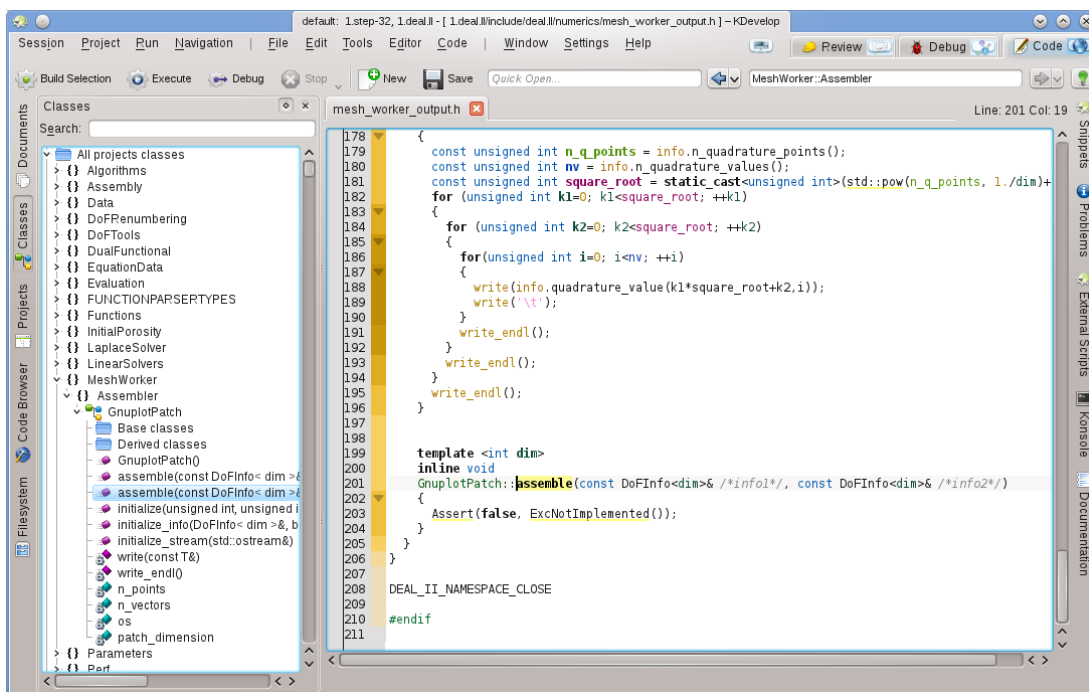 default:  1.step-32, 1.deal.II - [ 1.deal.II/include/deal.II/numerics/mesh_worker_output.h ] – KDevelop
Session Project Run Navigation | File Edit Tools Editor Code | Window Settings Help
Review Debug Code
Build Selection Execute Debug Stop New Save Quick Open... MeshWorker::Assembler
Documents
Classes
Projects
Code Browser
Filesystem
Classes
Search:
All projects classes
{} Algorithms
{} Assembly
{} Data
{} DoFRenumbering
{} DoFTools
{} DualFunctional
{} EquationData
{} Evaluation
{} FUNCTIONPARSERTYPES
{} Functions
{} InitialPorosity
{} LaplaceSolver
{} LinearSolvers
{} MeshWorker
{} Assembler
GnuplotPatch
Base classes
Derived classes
GnuplotPatch()
assemble(const DoFInfo< dim >&
assemble(const DoFInfo< dim >&
initialize(unsigned int, unsigned i
initialize_info(DoFInfo< dim >&, b
initialize_stream(std::ostream&)
write(const T&)
write_endl()
n_points
n_vectors
os
patch_dimension
{} Parameters
{} Perf
mesh_worker_output.h
Line: 201 Col: 19
178 {
179 const unsigned int n_q_points = info.n_quadrature_points();
180 const unsigned int nv = info.n_quadrature_values();
181 const unsigned int square_root = static_cast<unsigned int>(std::pow(n_q_points, 1./dim)+
182 for (unsigned int k1=0; k1<square_root; ++k1)
183 {
184 for (unsigned int k2=0; k2<square_root; ++k2)
185 {
186 for(unsigned int i=0; i<nv; ++i)
187 {
188 write(info.quadrature_value(k1*square_root+k2,i));
189 write('\t');
190 }
191 write_endl();
192 }
193 write_endl();
194 }
195 write_endl();
196 }
197
198
199 template <int dim>
200 inline void
201 GnuplotPatch::assemble(const DoFInfo<dim>& /*info1*/, const DoFInfo<dim>& /*info2*/)
202 {
203 Assert(false, ExcNotImplemented());
204 }
205 }
206 }
207
208 DEAL_II_NAMESPACE_CLOSE
209
210 #endif
211
Snippets
Problems
External Scripts
Konsole
Documentation